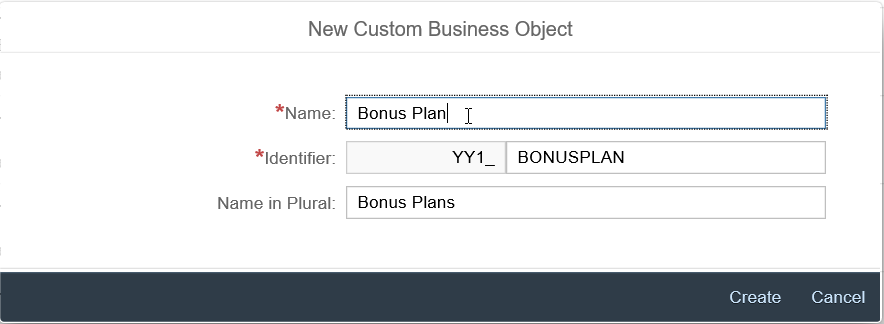 New Custom Business Object
*Name: Bonus Plan
*Identifier: YY1_ BONUSPLAN
Name in Plural: Bonus Plans
Create Cancel